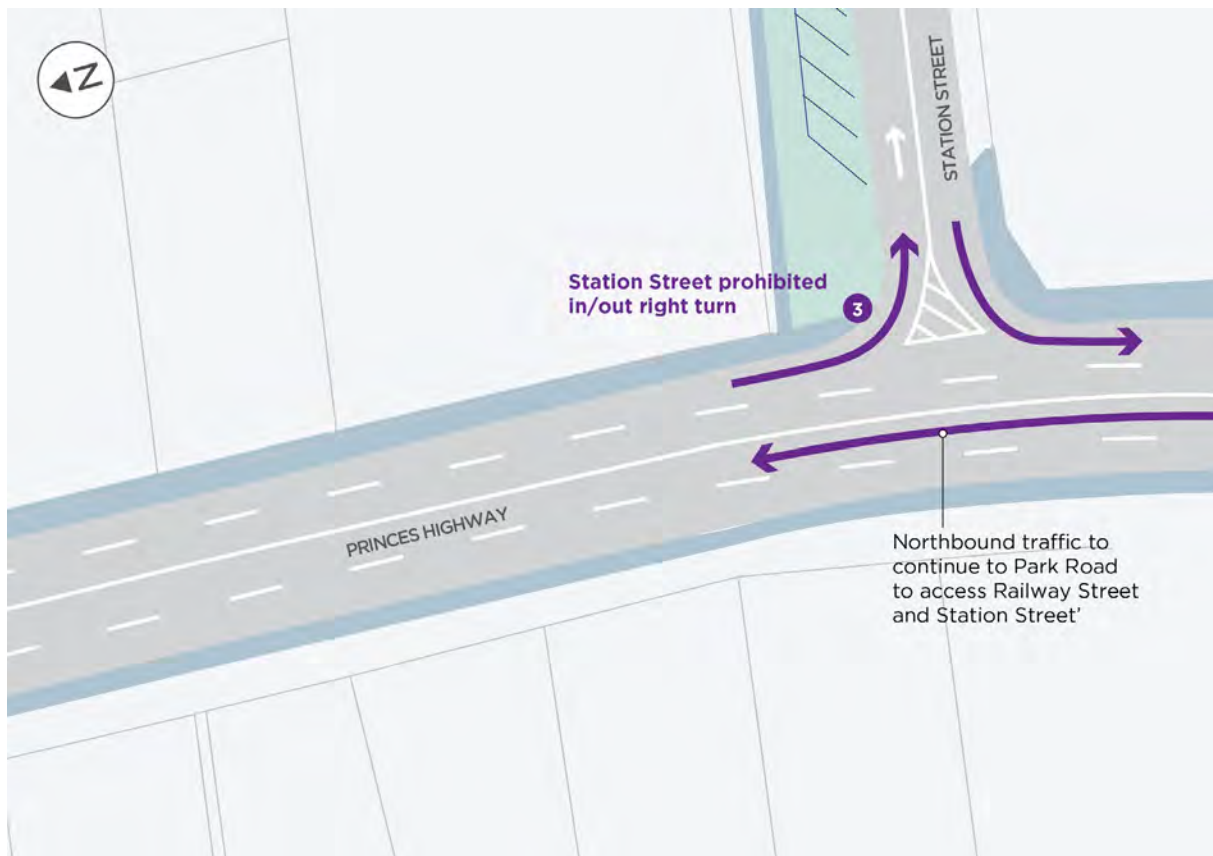 N
STATION STREET
Station Street prohibited
in/out right turn
3
PRINCES HIGHWAY
Northbound traffic to
continue to Park Road
to access Railway Street
and Station Street’